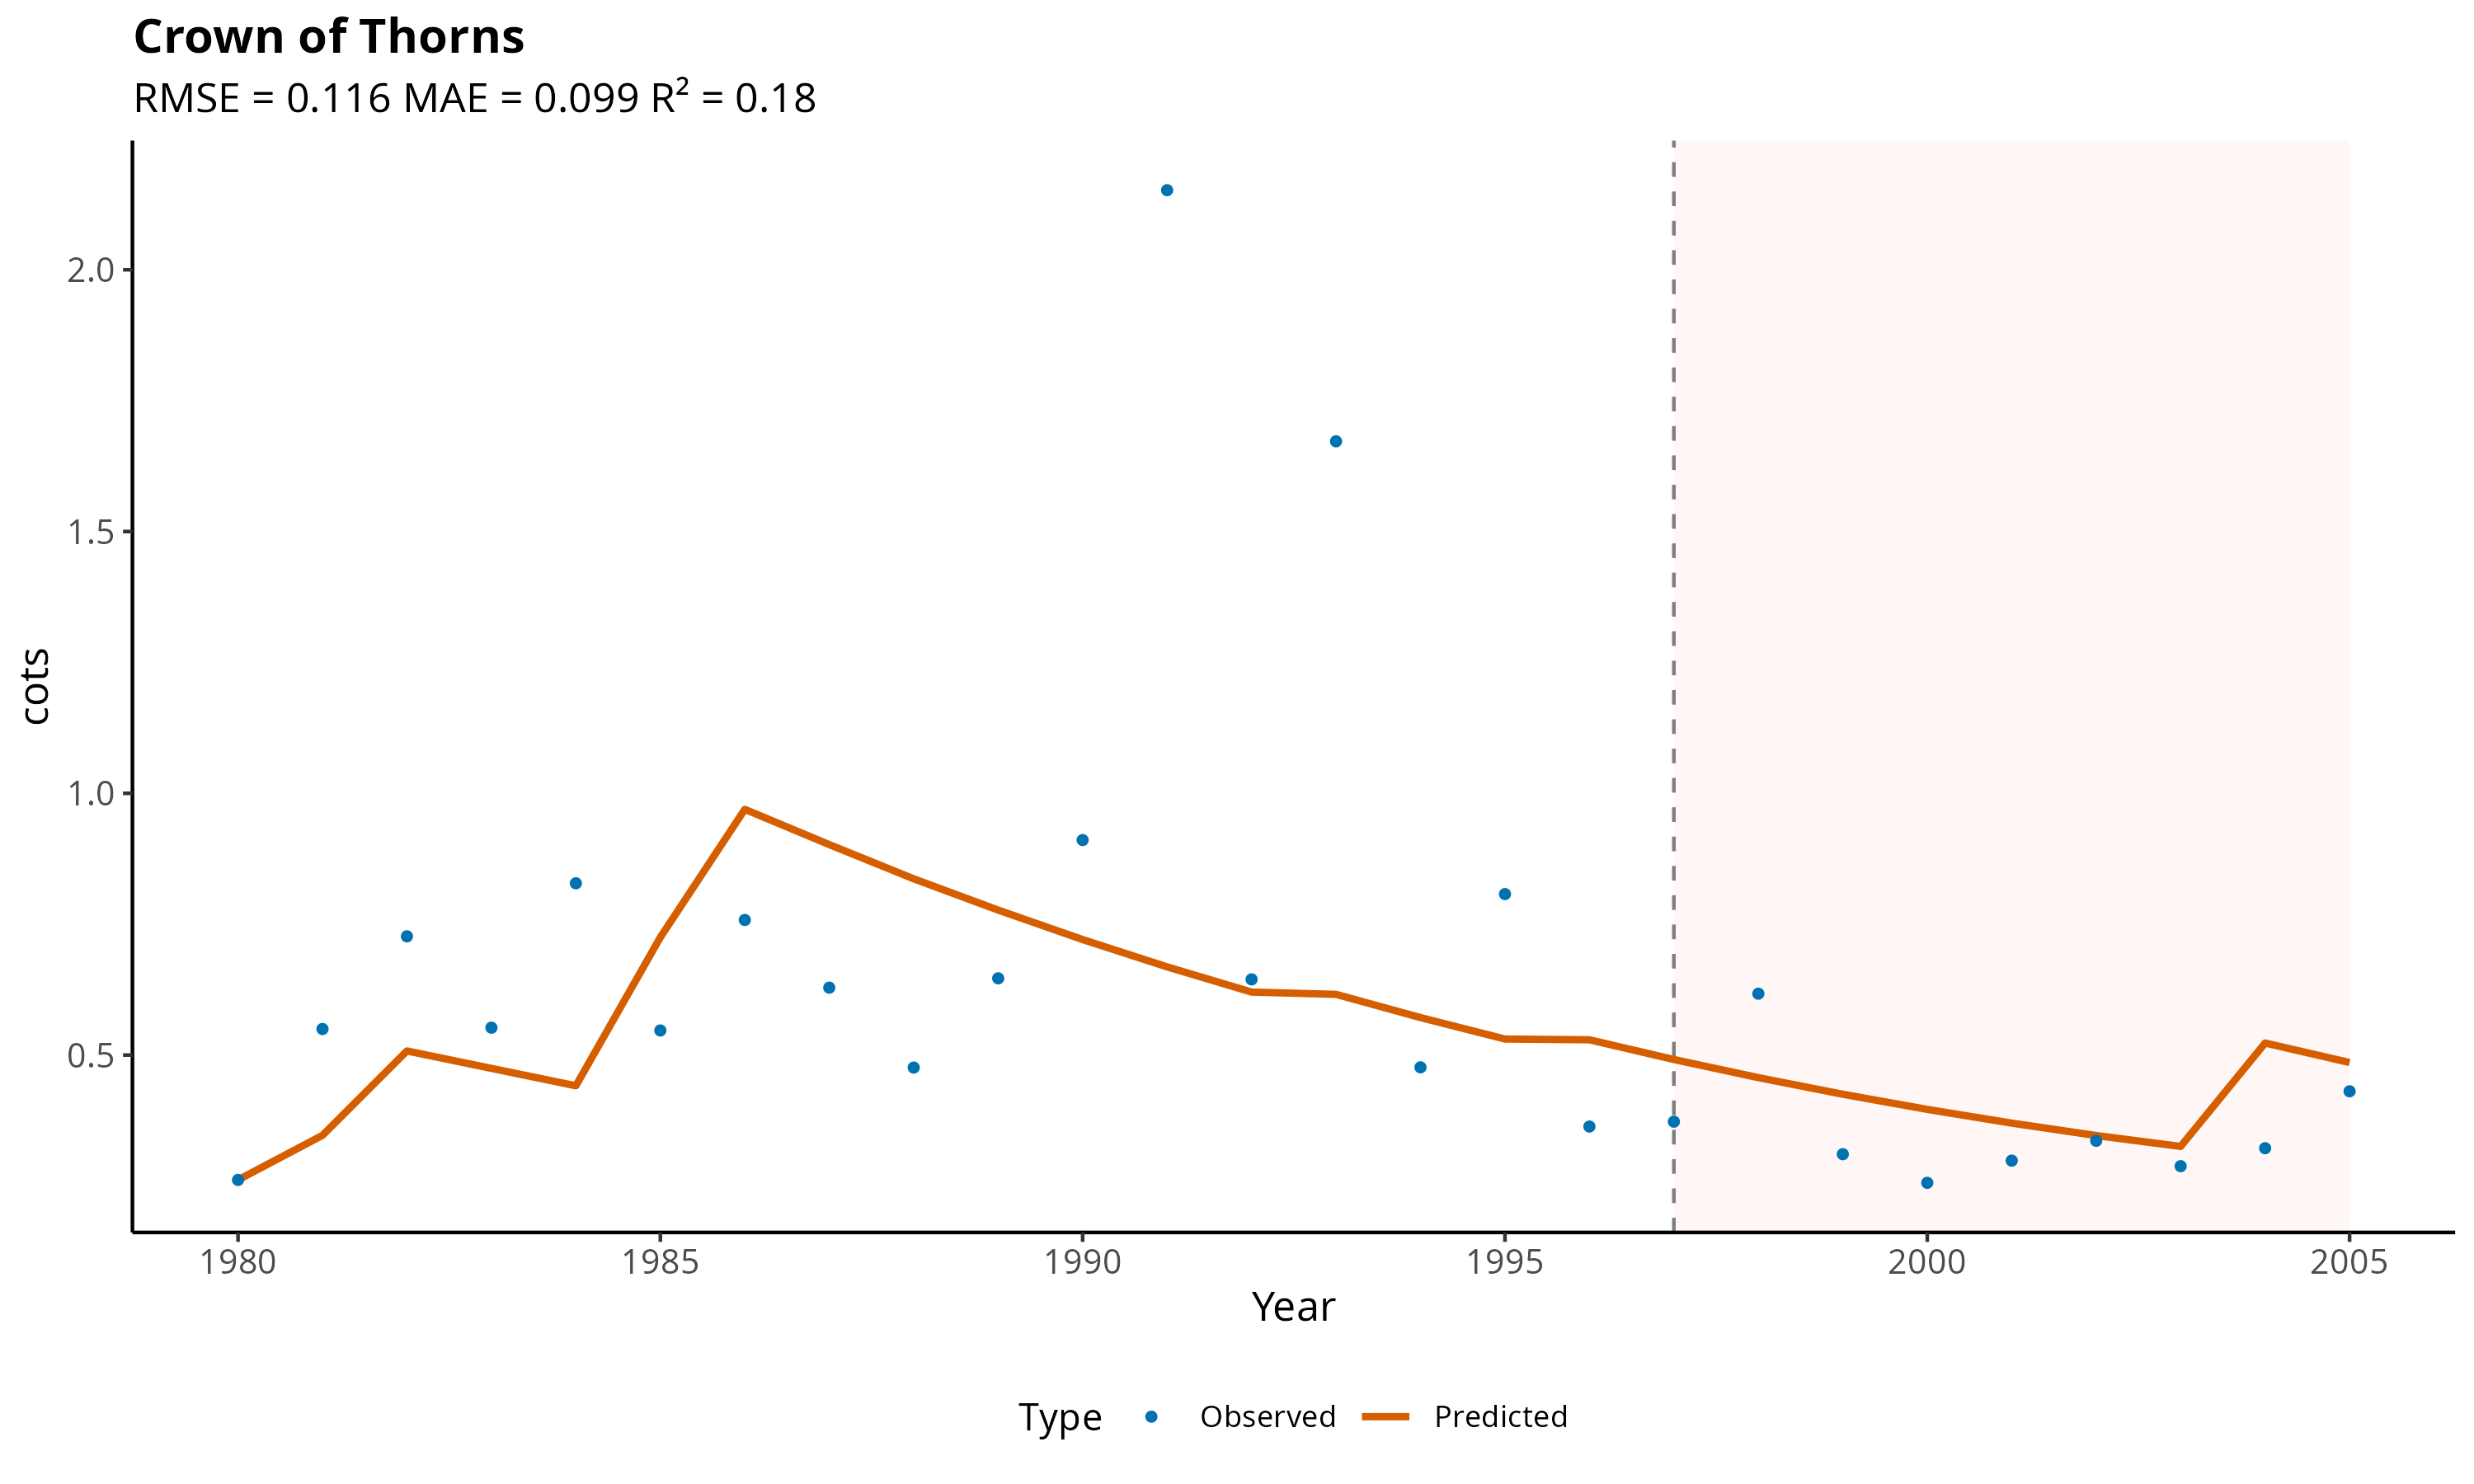 Crown of Thorns
RMSE = 0.116 MAE = 0.099 R² = 0.18
cots
2.0
1.5
1.0
0.5
1980 1985 1990 1995 2000 2005
Year
Type Observed Predicted